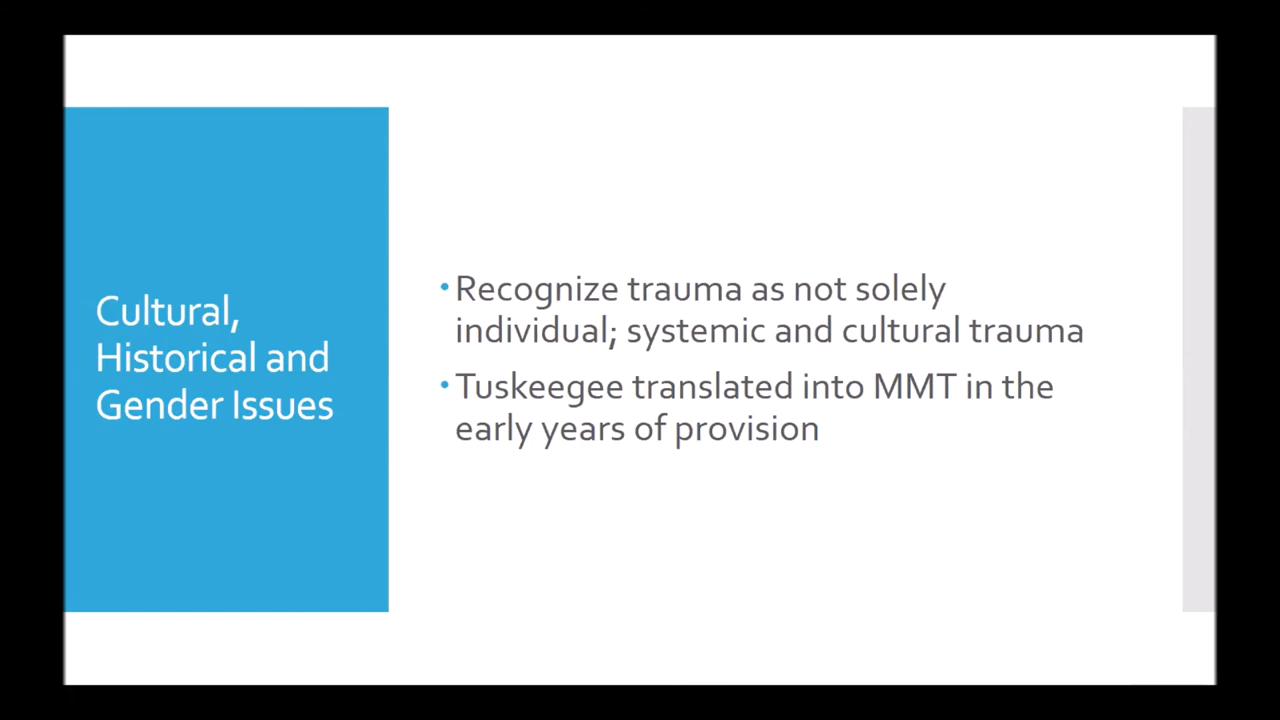 Cultural,
Historical and
Gender Issues
• Recognize trauma as not solely
individual; systemic and cultural trauma
• Tuskeegee translated into MMT in the
early years of provision